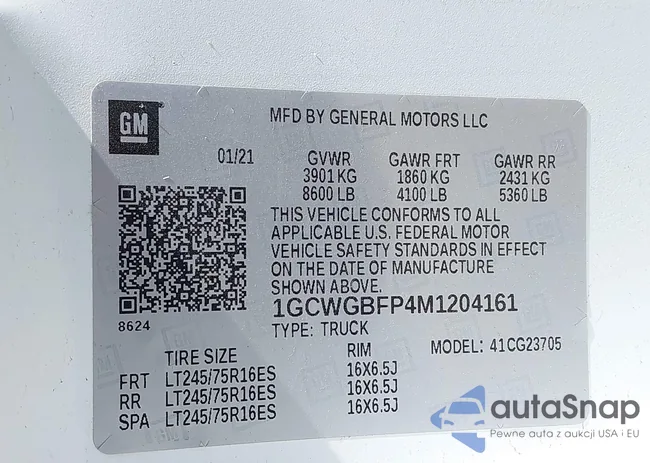 GM
MFD BY GENERAL MOTORS LLC
01/21 GVWR GAWR FRT GAWR RR
3901 KG 1860 KG 2431 KG
8600 LB 4100 LB 5360 LB
THIS VEHICLE CONFORMS TO ALL
APPLICABLE U.S. FEDERAL MOTOR
VEHICLE SAFETY STANDARDS IN EFFECT
ON THE DATE OF MANUFACTURE
SHOWN ABOVE.
8624
1GCWGBFP4M1204161
TYPE: TRUCK MODEL: 41CG23705
TIRE SIZE RIM
FRT LT245/75R16ES 16X6.5J
RR LT245/75R16ES 16X6.5J
SPA LT245/75R16ES 16X6.5J
autaSnap
Pewne auta z aukcji USA i EU